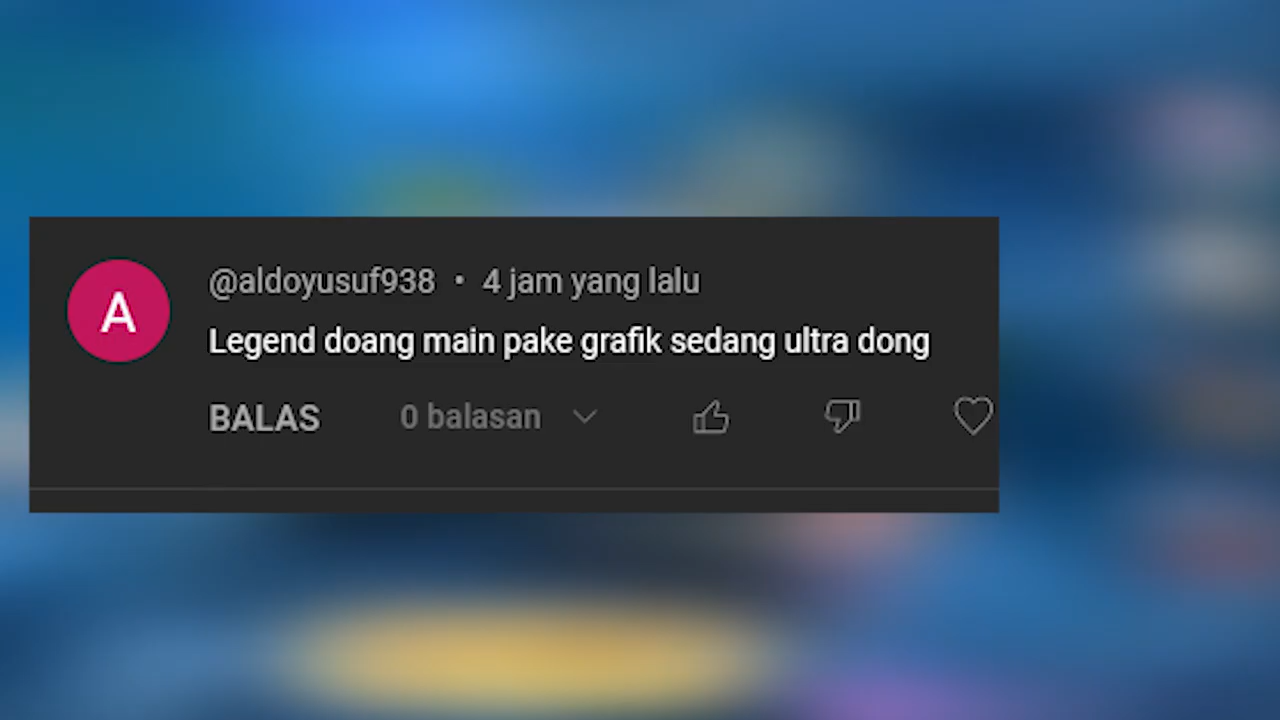 A
@aldoyusuf938 • 4 jam yang lalu
Legend doang main pake grafik sedang ultra dong
BALAS 0 balasan